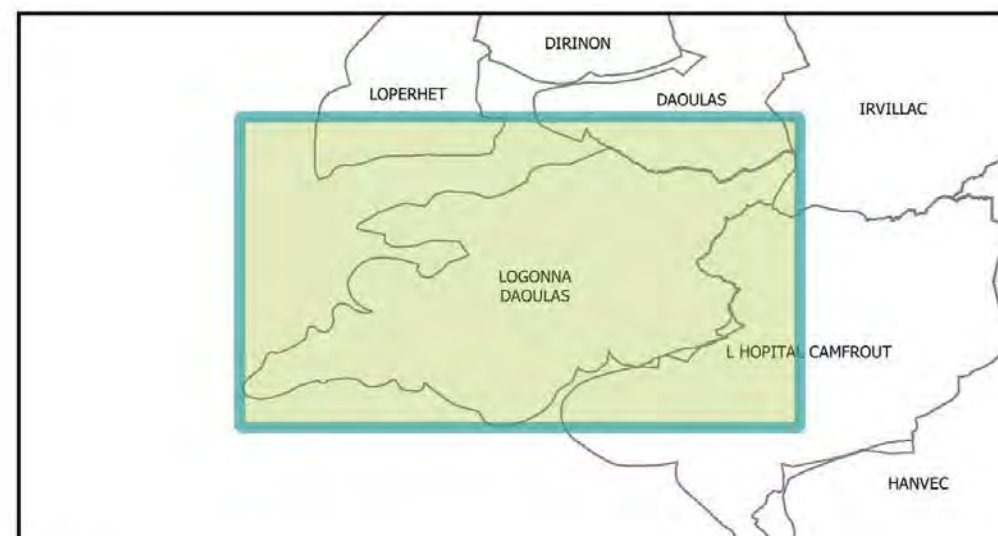 DIRINON
LOPERHET
DAOULAS
IRVILLAC
LOGONNA
DAOULAS
L HOPITAL CAMFROUT
HANVEC